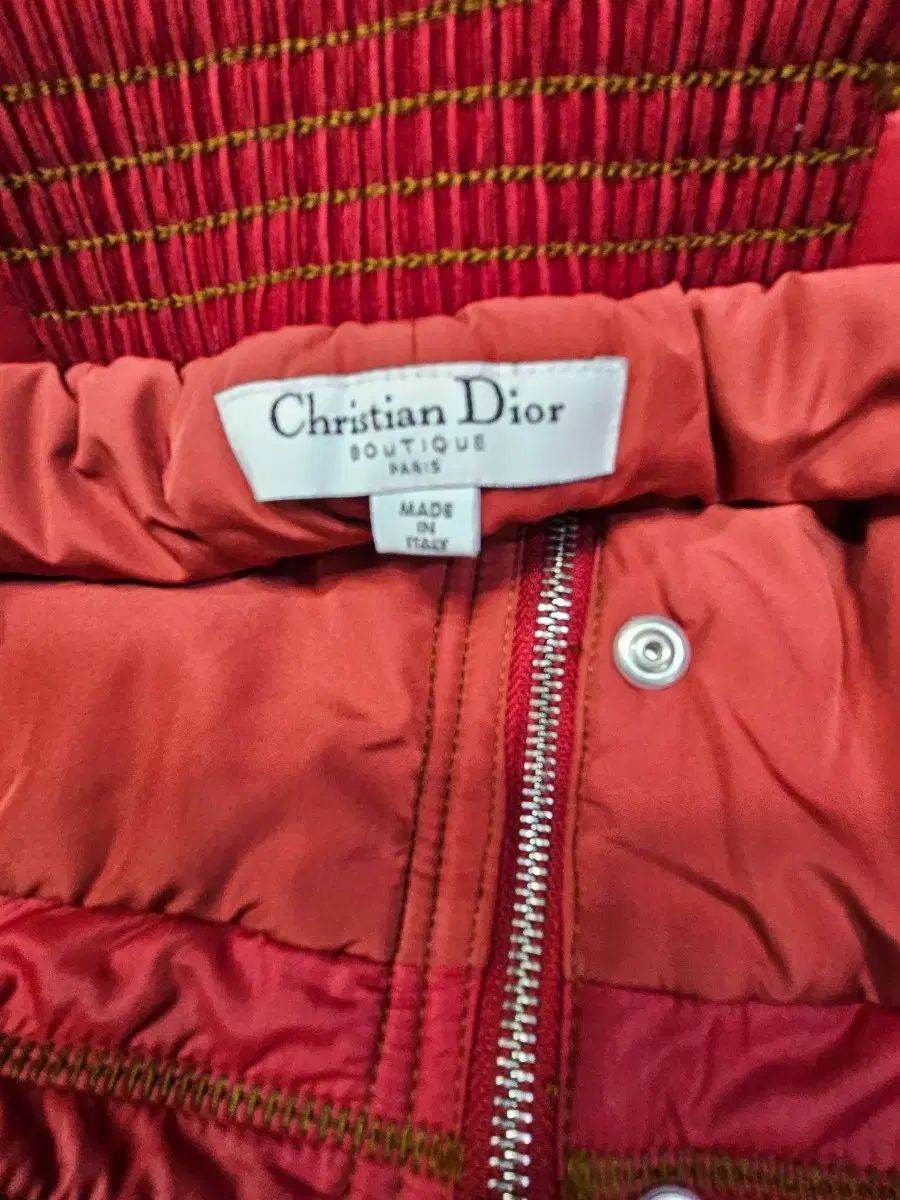 Christian Dior
BOUTIQUE
PARIS
MADE
IN
ITALY